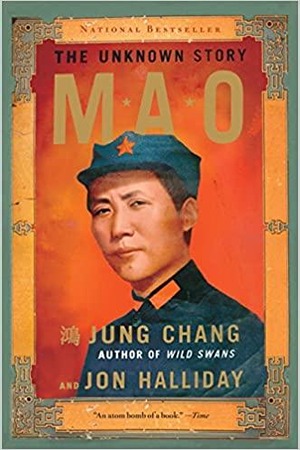 NATIONAL BESTSELLER
THE UNKNOWN STORY
M★A★O
鴻 JUNG CHANG
AUTHOR OF WILD SWANS
AND JON HALLIDAY
"An atom bomb of a book." —Time